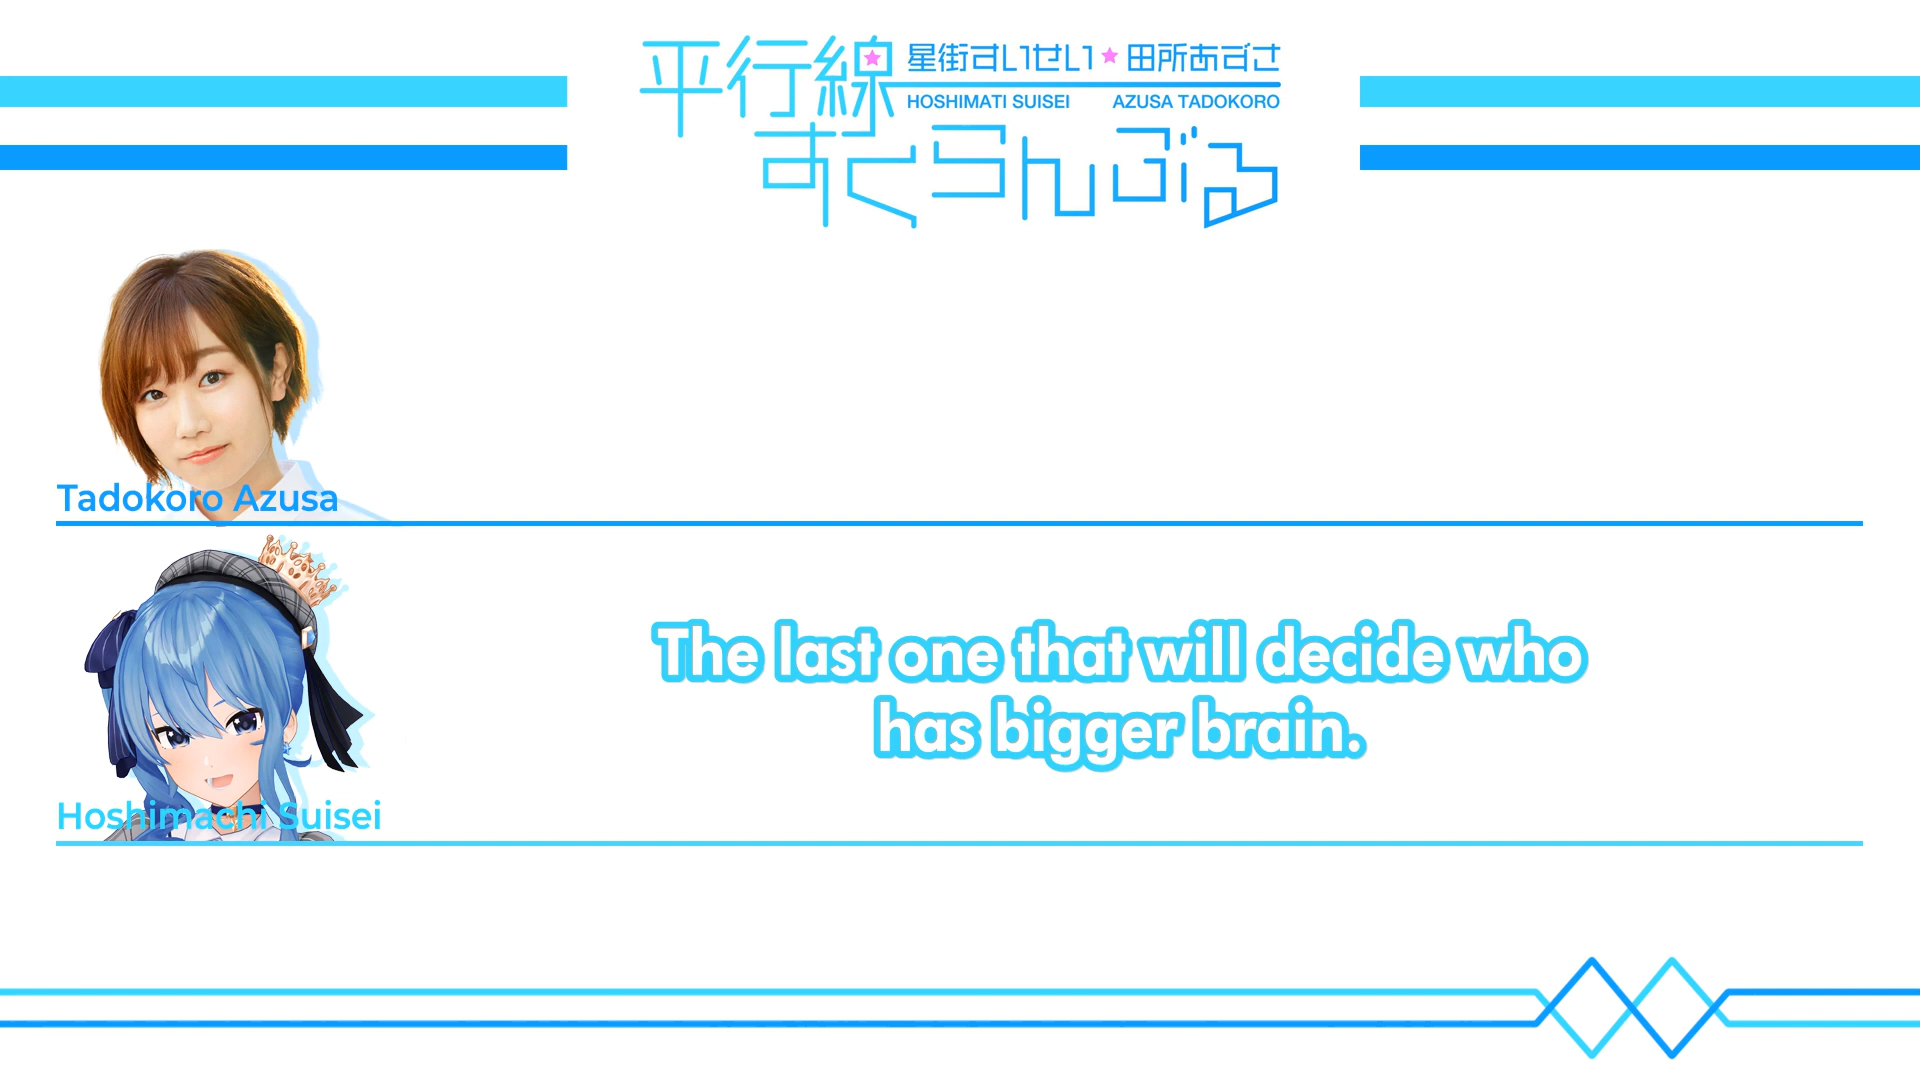 平行線
星街すいせい★田所あずさ
HOSHIMATI SUISEI AZUSA TADOKORO
すくらんぶる
Tadokoro Azusa
The last one that will decide who
has bigger brain.
Hoshimachi Suisei